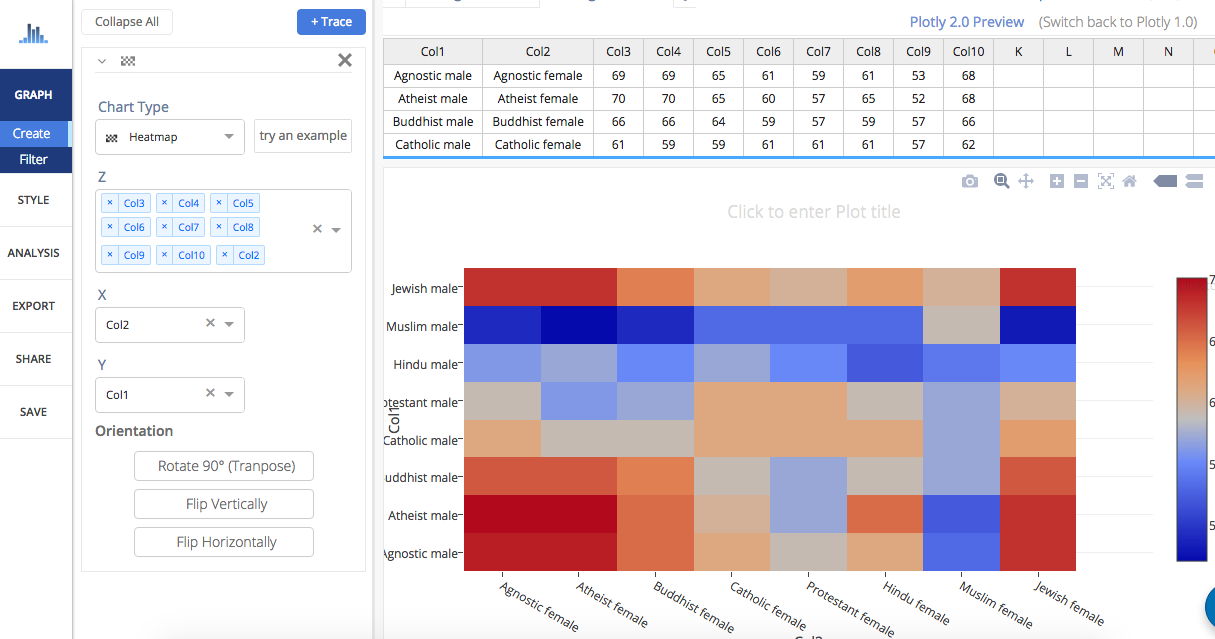 Collapse All
+ Trace
GRAPH
Create
Filter
STYLE
ANALYSIS
EXPORT
SHARE
SAVE
Chart Type
Heatmap
try an example
Z
× Col3 × Col4 × Col5
× Col6 × Col7 × Col8
× Col9 × Col10 × Col2
X
Col2
Y
Col1
Orientation
Rotate 90° (Tranpose)
Flip Vertically
Flip Horizontally
Plotly 2.0 Preview (Switch back to Plotly 1.0)
Col1 Col2 Col3 Col4 Col5 Col6 Col7 Col8 Col9 Col10 K L M N
Agnostic male Agnostic female 69 69 65 61 59 61 53 68
Atheist male Atheist female 70 70 65 60 57 65 52 68
Buddhist male Buddhist female 66 66 64 59 57 59 57 66
Catholic male Catholic female 61 59 59 61 61 61 57 62
Click to enter Plot title
Jewish male
Muslim male
Hindu male
otestant male
Catholic male
uddhist male
Atheist male
Agnostic male
Col1
Agnostic female
Atheist female
Buddhist female
Catholic female
Protestant female
Hindu female
Muslim female
Jewish female
7
6
6
5
5